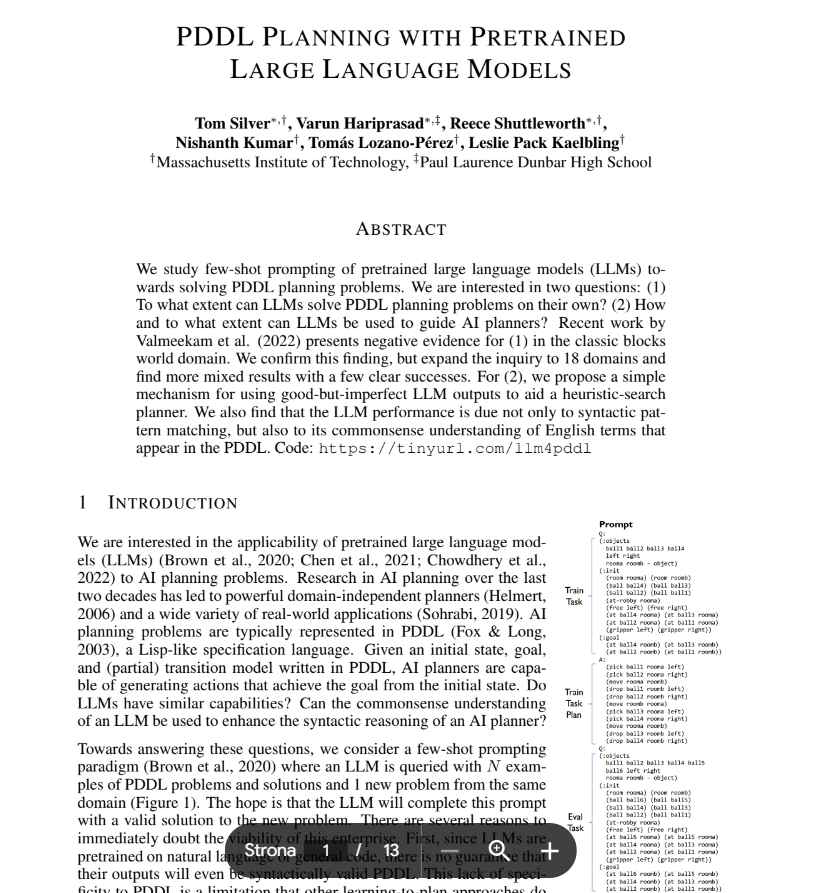 PDDL PLANNING WITH PRETRAINED
LARGE LANGUAGE MODELS
Tom Silver*,†, Varun Hariprasad*,‡, Reece Shuttleworth*,†,
Nishanth Kumar†, Tomás Lozano-Pérez†, Leslie Pack Kaelbling†
†Massachusetts Institute of Technology, ‡Paul Laurence Dunbar High School
ABSTRACT
We study few-shot prompting of pretrained large language models (LLMs) to-
wards solving PDDL planning problems. We are interested in two questions: (1)
To what extent can LLMs solve PDDL planning problems on their own? (2) How
and to what extent can LLMs be used to guide AI planners? Recent work by
Valmeekam et al. (2022) presents negative evidence for (1) in the classic blocks
world domain. We confirm this finding, but expand the inquiry to 18 domains and
find more mixed results with a few clear successes. For (2), we propose a simple
mechanism for using good-but-imperfect LLM outputs to aid a heuristic-search
planner. We also find that the LLM performance is due not only to syntactic pat-
tern matching, but also to its commonsense understanding of English terms that
appear in the PDDL. Code: https://tinyurl.com/llm4pddl
1 INTRODUCTION
We are interested in the applicability of pretrained large language mod-
els (LLMs) (Brown et al., 2020; Chen et al., 2021; Chowdhery et al.,
2022) to AI planning problems. Research in AI planning over the last
two decades has led to powerful domain-independent planners (Helmert,
2006) and a wide variety of real-world applications (Sohrabi, 2019). AI
planning problems are typically represented in PDDL (Fox & Long,
2003), a Lisp-like specification language. Given an initial state, goal,
and (partial) transition model written in PDDL, AI planners are capa-
ble of generating actions that achieve the goal from the initial state. Do
LLMs have similar capabilities? Can the commonsense understanding
of an LLM be used to enhance the syntactic reasoning of an AI planner?
Towards answering these questions, we consider a few-shot prompting
paradigm (Brown et al., 2020) where an LLM is queried with N exam-
ples of PDDL problems and solutions and 1 new problem from the same
domain (Figure 1). The hope is that the LLM will complete this prompt
with a valid solution to the new problem. There are several reasons to
immediately doubt the viability of this enterprise. First, since LLMs are
pretrained on natural language or general code, there is no guarantee that
their outputs will even be syntactically valid PDDL. This lack of speci-
ficity to PDDL is a limitation that other learning-to-plan approaches do
Prompt
Q:
(:objects
ball1 ball2 ball3 ball4
left right
rooma roomb - object)
(:init
(room rooma) (room roomb)
(ball ball4) (ball ball3)
(ball ball2) (ball ball1)
(at-robby rooma)
(free left) (free right)
(at ball4 rooma) (at ball3 rooma)
(at ball2 rooma) (at ball1 rooma)
(gripper left) (gripper right))
(:goal
(at ball4 roomb) (at ball3 roomb)
(at ball2 roomb) (at ball1 roomb))
Train
Task
A:
(pick ball1 rooma left)
(pick ball2 rooma right)
(move rooma roomb)
(drop ball1 roomb left)
(drop ball2 roomb right)
(move roomb rooma)
(pick ball3 rooma left)
(pick ball4 rooma right)
(move rooma roomb)
(drop ball3 roomb left)
(drop ball4 roomb right)
Train
Task
Plan
Q:
(:objects
ball1 ball2 ball3 ball4 ball5
ball6 left right
rooma roomb - object)
(:init
(room rooma) (room roomb)
(ball ball6) (ball ball5)
(ball ball4) (ball ball3)
(ball ball2) (ball ball1)
(at-robby rooma)
(free left) (free right)
(at ball6 rooma) (at ball5 rooma)
(at ball4 rooma) (at ball3 rooma)
(at ball2 rooma) (at ball1 rooma)
(gripper left) (gripper right))
(:goal
(at ball6 roomb) (at ball5 roomb)
(at ball4 roomb) (at ball3 roomb)
(at ball2 roomb) (at ball1 roomb))
Eval
Task
Strona 1 / 13